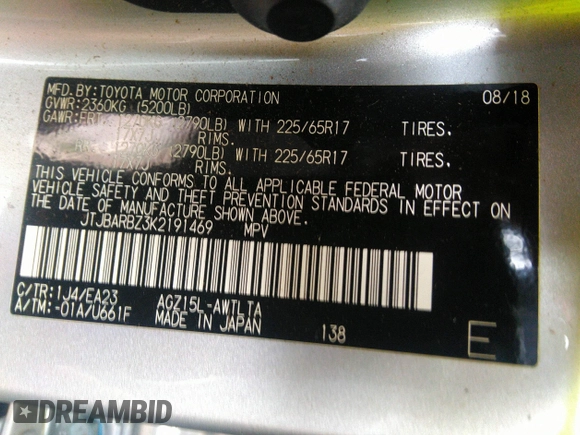 MFD.BY:TOYOTA MOTOR CORPORATION 08/18
GVWR:2360KG (5200LB)
GAWR:FRT WITH 225/65R17 TIRES,
RIMS.
(2790LB) WITH 225/65R17 TIRES,
RIMS.
THIS VEHICLE CONFORMS TO ALL APPLICABLE FEDERAL MOTOR
VEHICLE SAFETY AND THEFT PREVENTION STANDARDS IN EFFECT ON
THE DATE OF MANUFACTURE SHOWN ABOVE.
JTJBARBZ3K2191469 MPV
C/TR:1J4/EA23 AGZ15L-AWTLTA
A/TM:-01A/U661F MADE IN JAPAN 138 E
DREAMBID